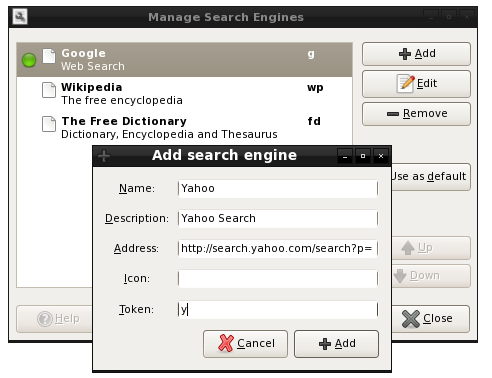 Manage Search Engines
Google g
Web Search
Wikipedia wp
The free encyclopedia
The Free Dictionary fd
Dictionary, Encyclopedia and Thesaurus
Add
Edit
Remove
Use as default
Up
Down
Help
Close
Add search engine
Name: Yahoo
Description: Yahoo Search
Address: http://search.yahoo.com/search?p=
Icon:
Token: y
Cancel
Add